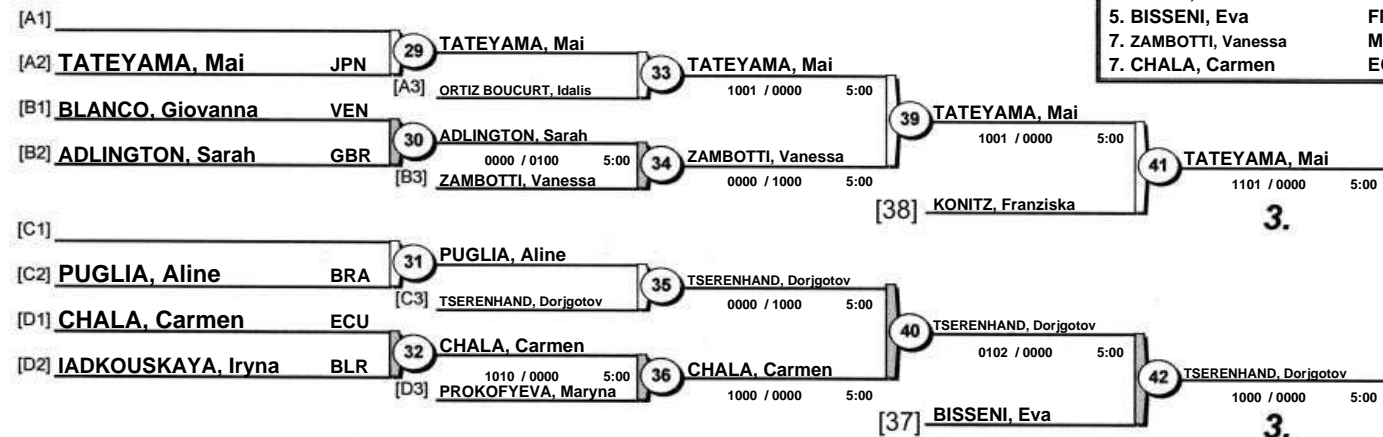 5. BISSENI, Eva
7. ZAMBOTTI, Vanessa M
7. CHALA, Carmen
[A1]
29 TATEYAMA, Mai
[A2] TATEYAMA, Mai JPN
33 TATEYAMA, Mai
1001 / 0000 5:00
[A3] ORTIZ BOUCURT, Idalis
[B1] BLANCO, Giovanna VEN
39 TATEYAMA, Mai
1001 / 0000 5:00
30 ADLINGTON, Sarah
0000 / 0100 5:00
[B2] ADLINGTON, Sarah GBR
34 ZAMBOTTI, Vanessa
0000 / 1000 5:00
[B3] ZAMBOTTI, Vanessa
41 TATEYAMA, Mai
1101 / 0000 5:00
[38] KONITZ, Franziska
3.
[C1]
31 PUGLIA, Aline
[C2] PUGLIA, Aline BRA
35 TSERENHAND, Dorjgotov
0000 / 1000 5:00
[C3] TSERENHAND, Dorjgotov
[D1] CHALA, Carmen ECU
40 TSERENHAND, Dorjgotov
0102 / 0000 5:00
32 CHALA, Carmen
1010 / 0000 5:00
[D2] IADKOUSKAYA, Iryna BLR
36 CHALA, Carmen
1000 / 0000 5:00
[D3] PROKOFYEVA, Maryna
42 TSERENHAND, Dorjgotov
1000 / 0000 5:00
[37] BISSENI, Eva
3.